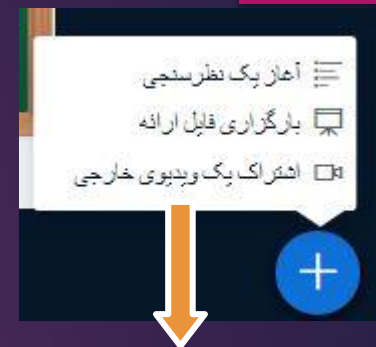 آغاز یک نظرسنجی
بارگزاری فایل ارائه
اشتراک یک ویدیوی خارجی